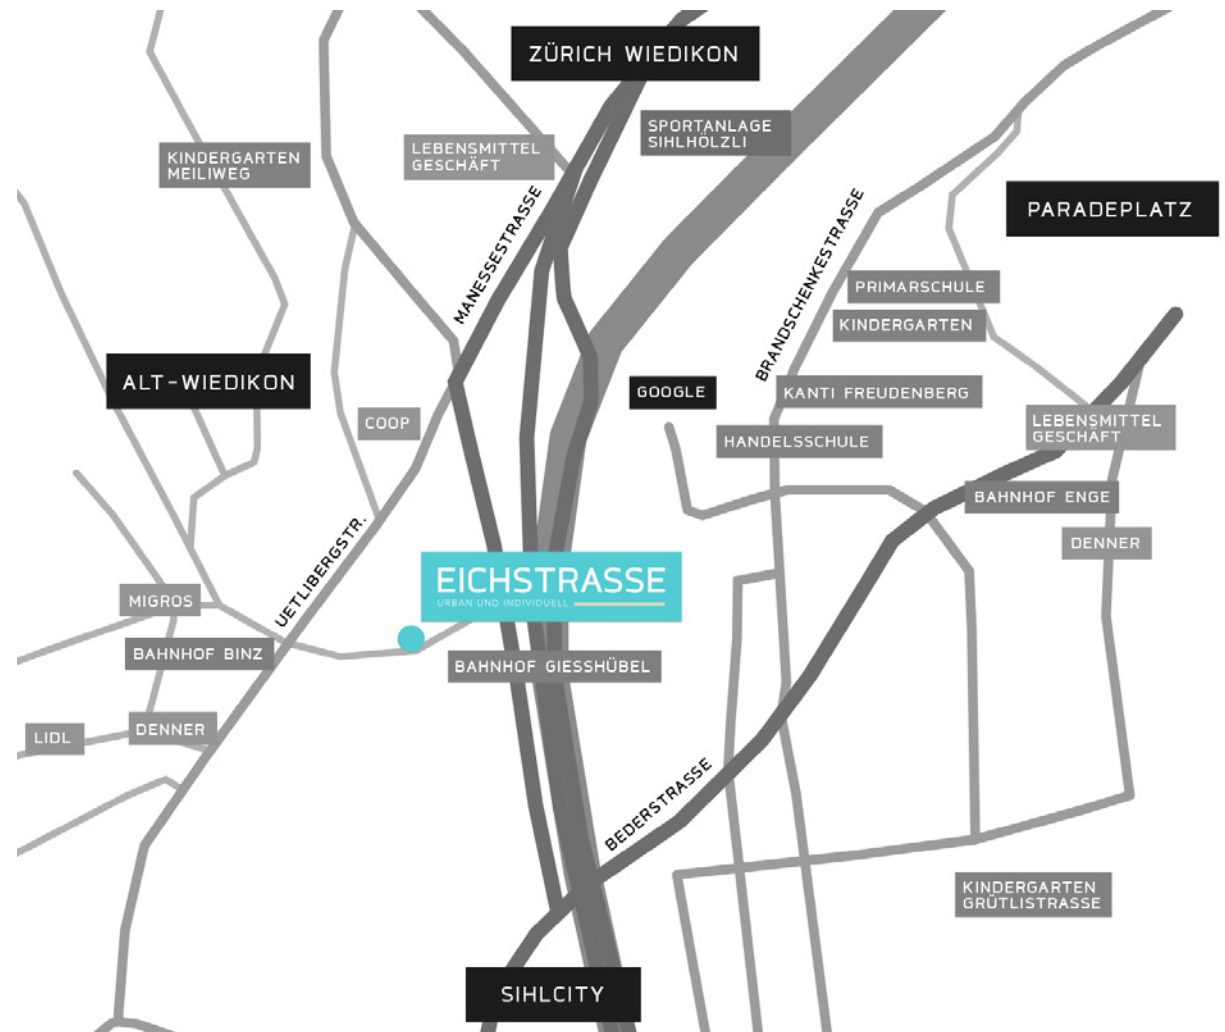 ZÜRICH WIEDIKON
SPORTANLAGE
SIHLHÖLZLI
LEBENSMITTEL
GESCHÄFT
KINDERGARTEN
MEILIWEG
MANESSESTRASSE
PARADEPLATZ
BRANDSCHENKESTRASSE
PRIMARSCHULE
KINDERGARTEN
ALT-WIEDIKON
GOOGLE
KANTI FREUDENBERG
COOP
HANDELSSCHULE
LEBENSMITTEL
GESCHÄFT
BAHNHOF ENGE
DENNER
UETLIBERGSTR.
EICHSTRASSE
URBAN UND INDIVIDUELL
MIGROS
BAHNHOF BINZ
BAHNHOF GIESSHÜBEL
LIDL
DENNER
BEDERSTRASSE
KINDERGARTEN
GRÜTLISTRASSE
SIHLCITY